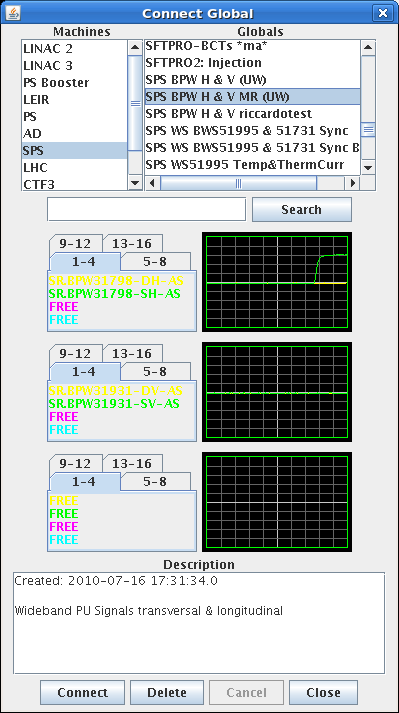 Connect Global
Machines
Globals
LINAC 2
LINAC 3
PS Booster
LEIR
PS
AD
SPS
LHC
CTF3
SFTPRO-BCTs *ma*
SFTPRO2: Injection
SPS BPW H & V (UW)
SPS BPW H & V MR (UW)
SPS BPW H & V riccardotest
SPS WS BWS51995 & 51731 Sync
SPS WS BWS51995 & 51731 Sync B
SPS WS51995 Temp&ThermCurr
Search
9-12 13-16
1-4 5-8
SR.BPW31798-DH-AS
SR.BPW31798-SH-AS
FREE
FREE
9-12 13-16
1-4 5-8
SR.BPW31931-DV-AS
SR.BPW31931-SV-AS
FREE
FREE
9-12 13-16
1-4 5-8
FREE
FREE
FREE
FREE
Description
Created: 2010-07-16 17:31:34.0
Wideband PU Signals transversal & longitudinal
Connect Delete Cancel Close